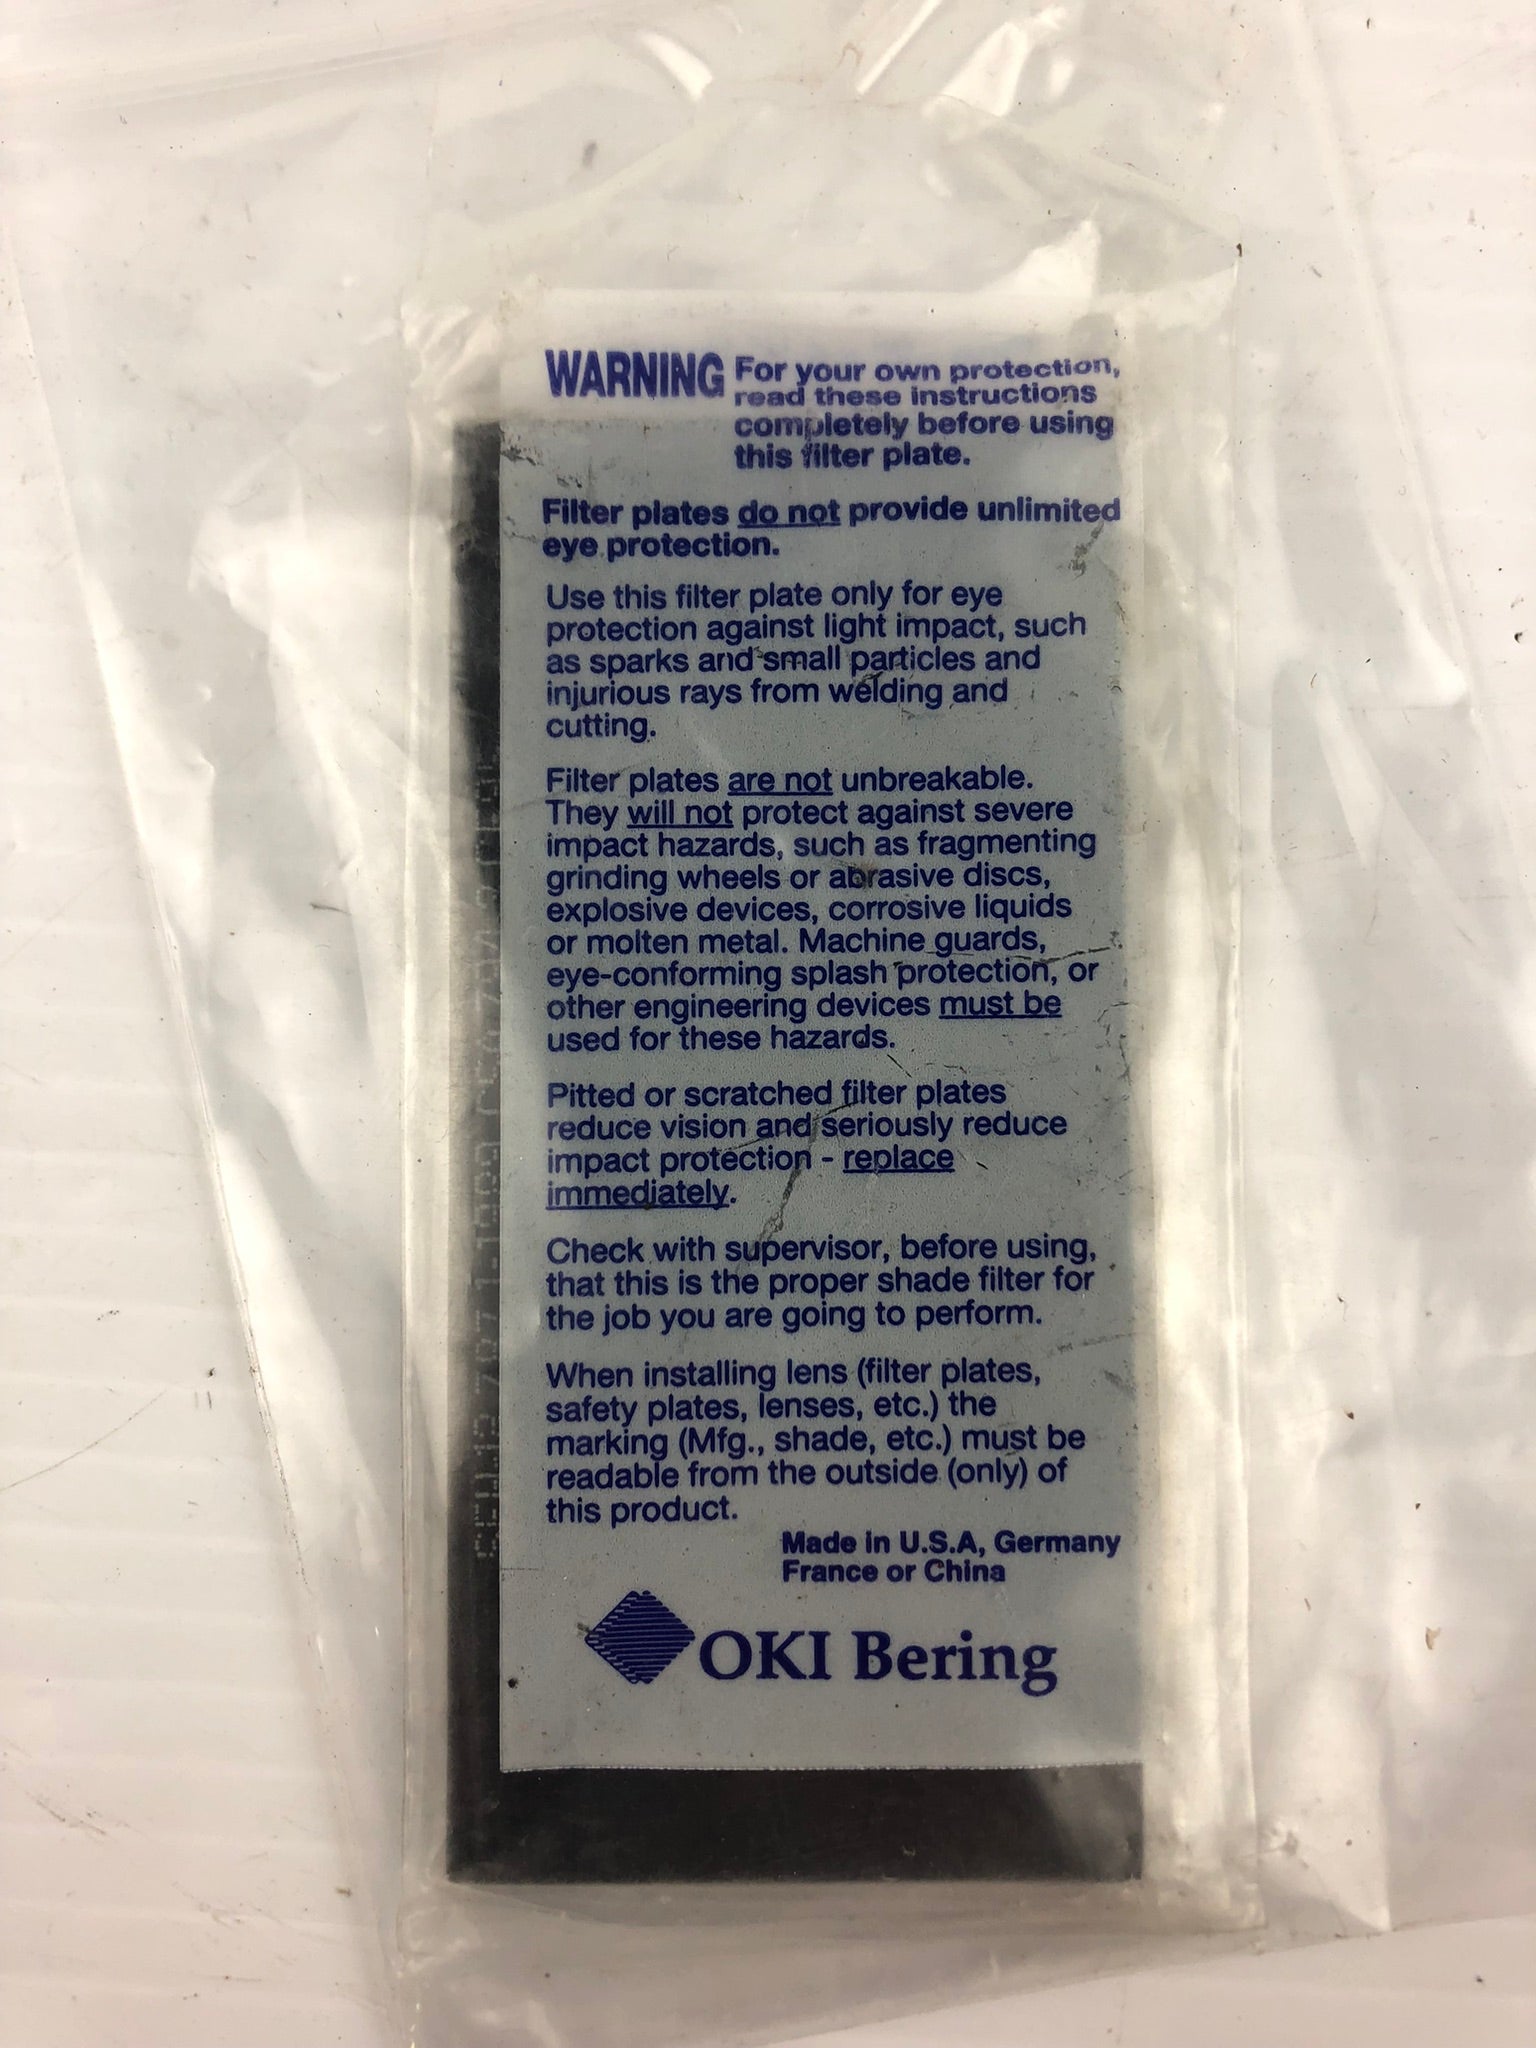 WARNING For your own protection,
read these instructions
completely before using
this filter plate.
Filter plates do not provide unlimited
eye protection.
Use this filter plate only for eye
protection against light impact, such
as sparks and small particles and
injurious rays from welding and
cutting.
Filter plates are not unbreakable.
They will not protect against severe
impact hazards, such as fragmenting
grinding wheels or abrasive discs,
explosive devices, corrosive liquids
or molten metal. Machine guards,
eye-conforming splash protection, or
other engineering devices must be
used for these hazards.
Pitted or scratched filter plates
reduce vision and seriously reduce
impact protection - replace
immediately.
Check with supervisor, before using,
that this is the proper shade filter for
the job you are going to perform.
When installing lens (filter plates,
safety plates, lenses, etc.) the
marking (Mfg., shade, etc.) must be
readable from the outside (only) of
this product.
Made in U.S.A, Germany
France or China
OKI Bering